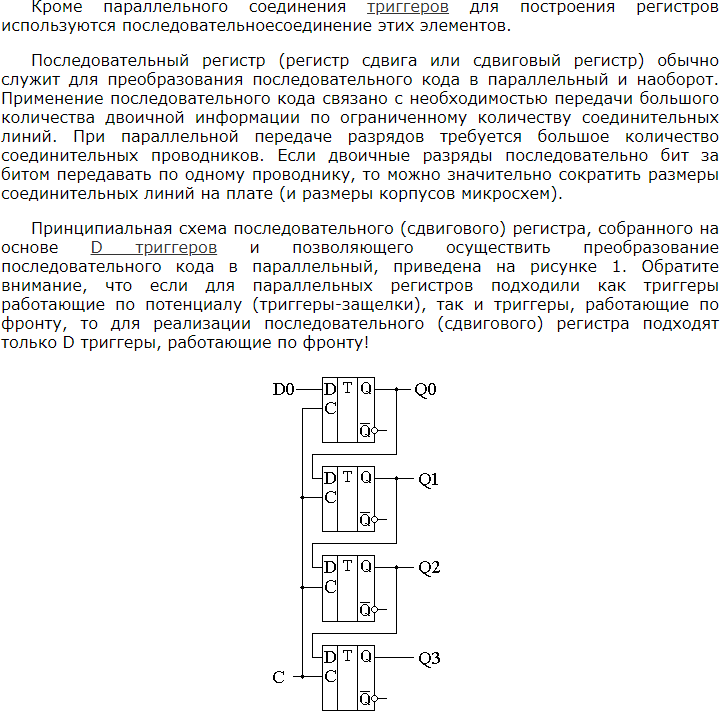 Кроме параллельного соединения триггеров для построения регистров
используются последовательноесоединение этих элементов.
Последовательный регистр (регистр сдвига или сдвиговый регистр) обычно
служит для преобразования последовательного кода в параллельный и наоборот.
Применение последовательного кода связано с необходимостью передачи большого
количества двоичной информации по ограниченному количеству соединительных
линий. При параллельной передаче разрядов требуется большое количество
соединительных проводников. Если двоичные разряды последовательно бит за
битом передавать по одному проводнику, то можно значительно сократить размеры
соединительных линий на плате (и размеры корпусов микросхем).
Принципиальная схема последовательного (сдвигового) регистра, собранного на
основе D триггеров и позволяющего осуществить преобразование
последовательного кода в параллельный, приведена на рисунке 1. Обратите
внимание, что если для параллельных регистров подходили как триггеры
работающие по потенциалу (триггеры-защелки), так и триггеры, работающие по
фронту, то для реализации последовательного (сдвигового) регистра подходят
только D триггеры, работающие по фронту!
D0 D T Q Q0
C
Q̅
D T Q Q1
C
Q̅
D T Q Q2
C
Q̅
D T Q Q3
C C
Q̅